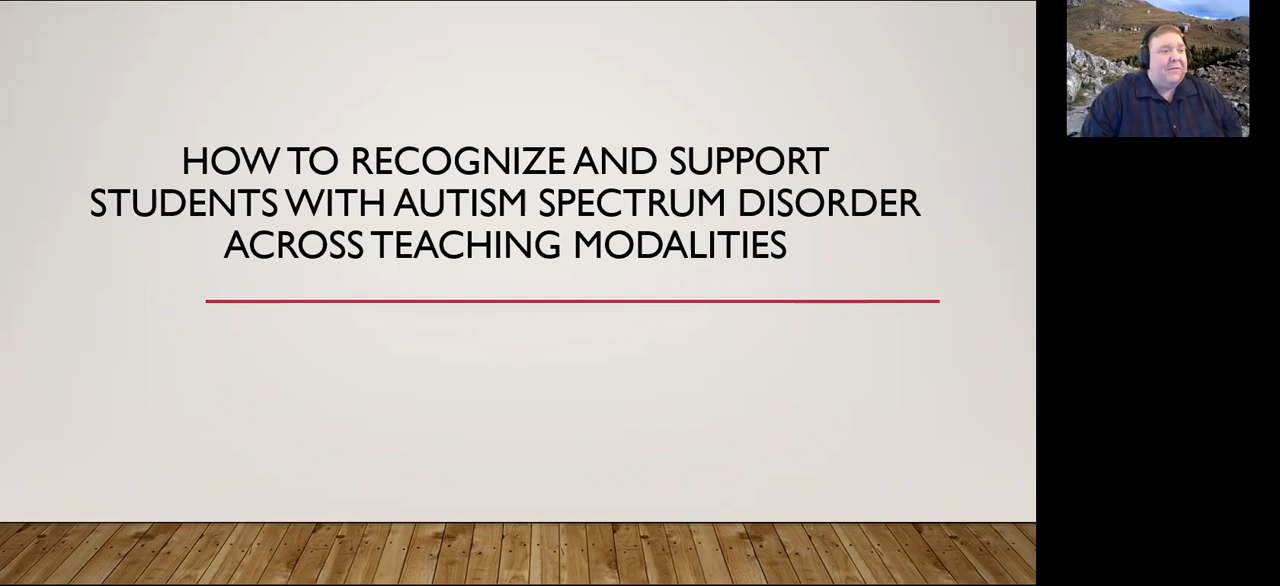 HOW TO RECOGNIZE AND SUPPORT
STUDENTS WITH AUTISM SPECTRUM DISORDER
ACROSS TEACHING MODALITIES